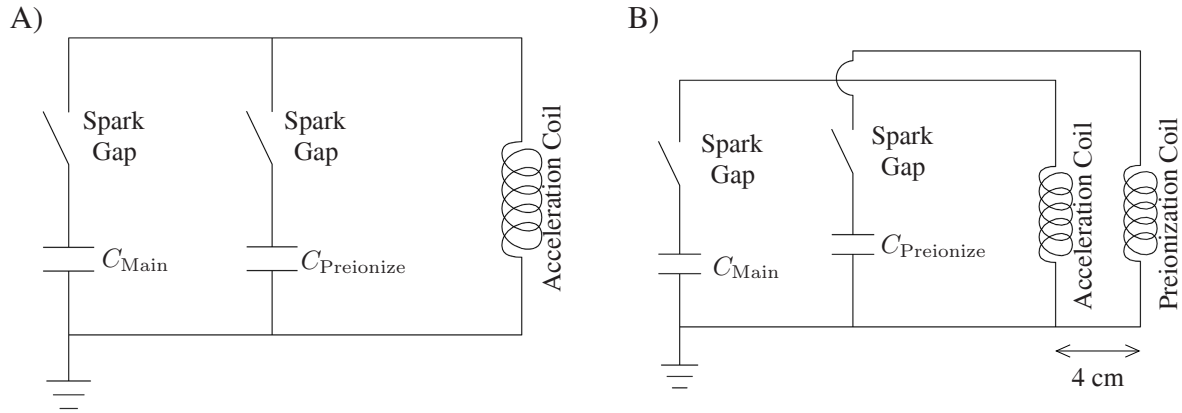 A)
Spark
Gap
Spark
Gap
C_Main
C_Preionize
Acceleration Coil
B)
Spark
Gap
Spark
Gap
C_Main
C_Preionize
Acceleration Coil
Preionization Coil
4 cm